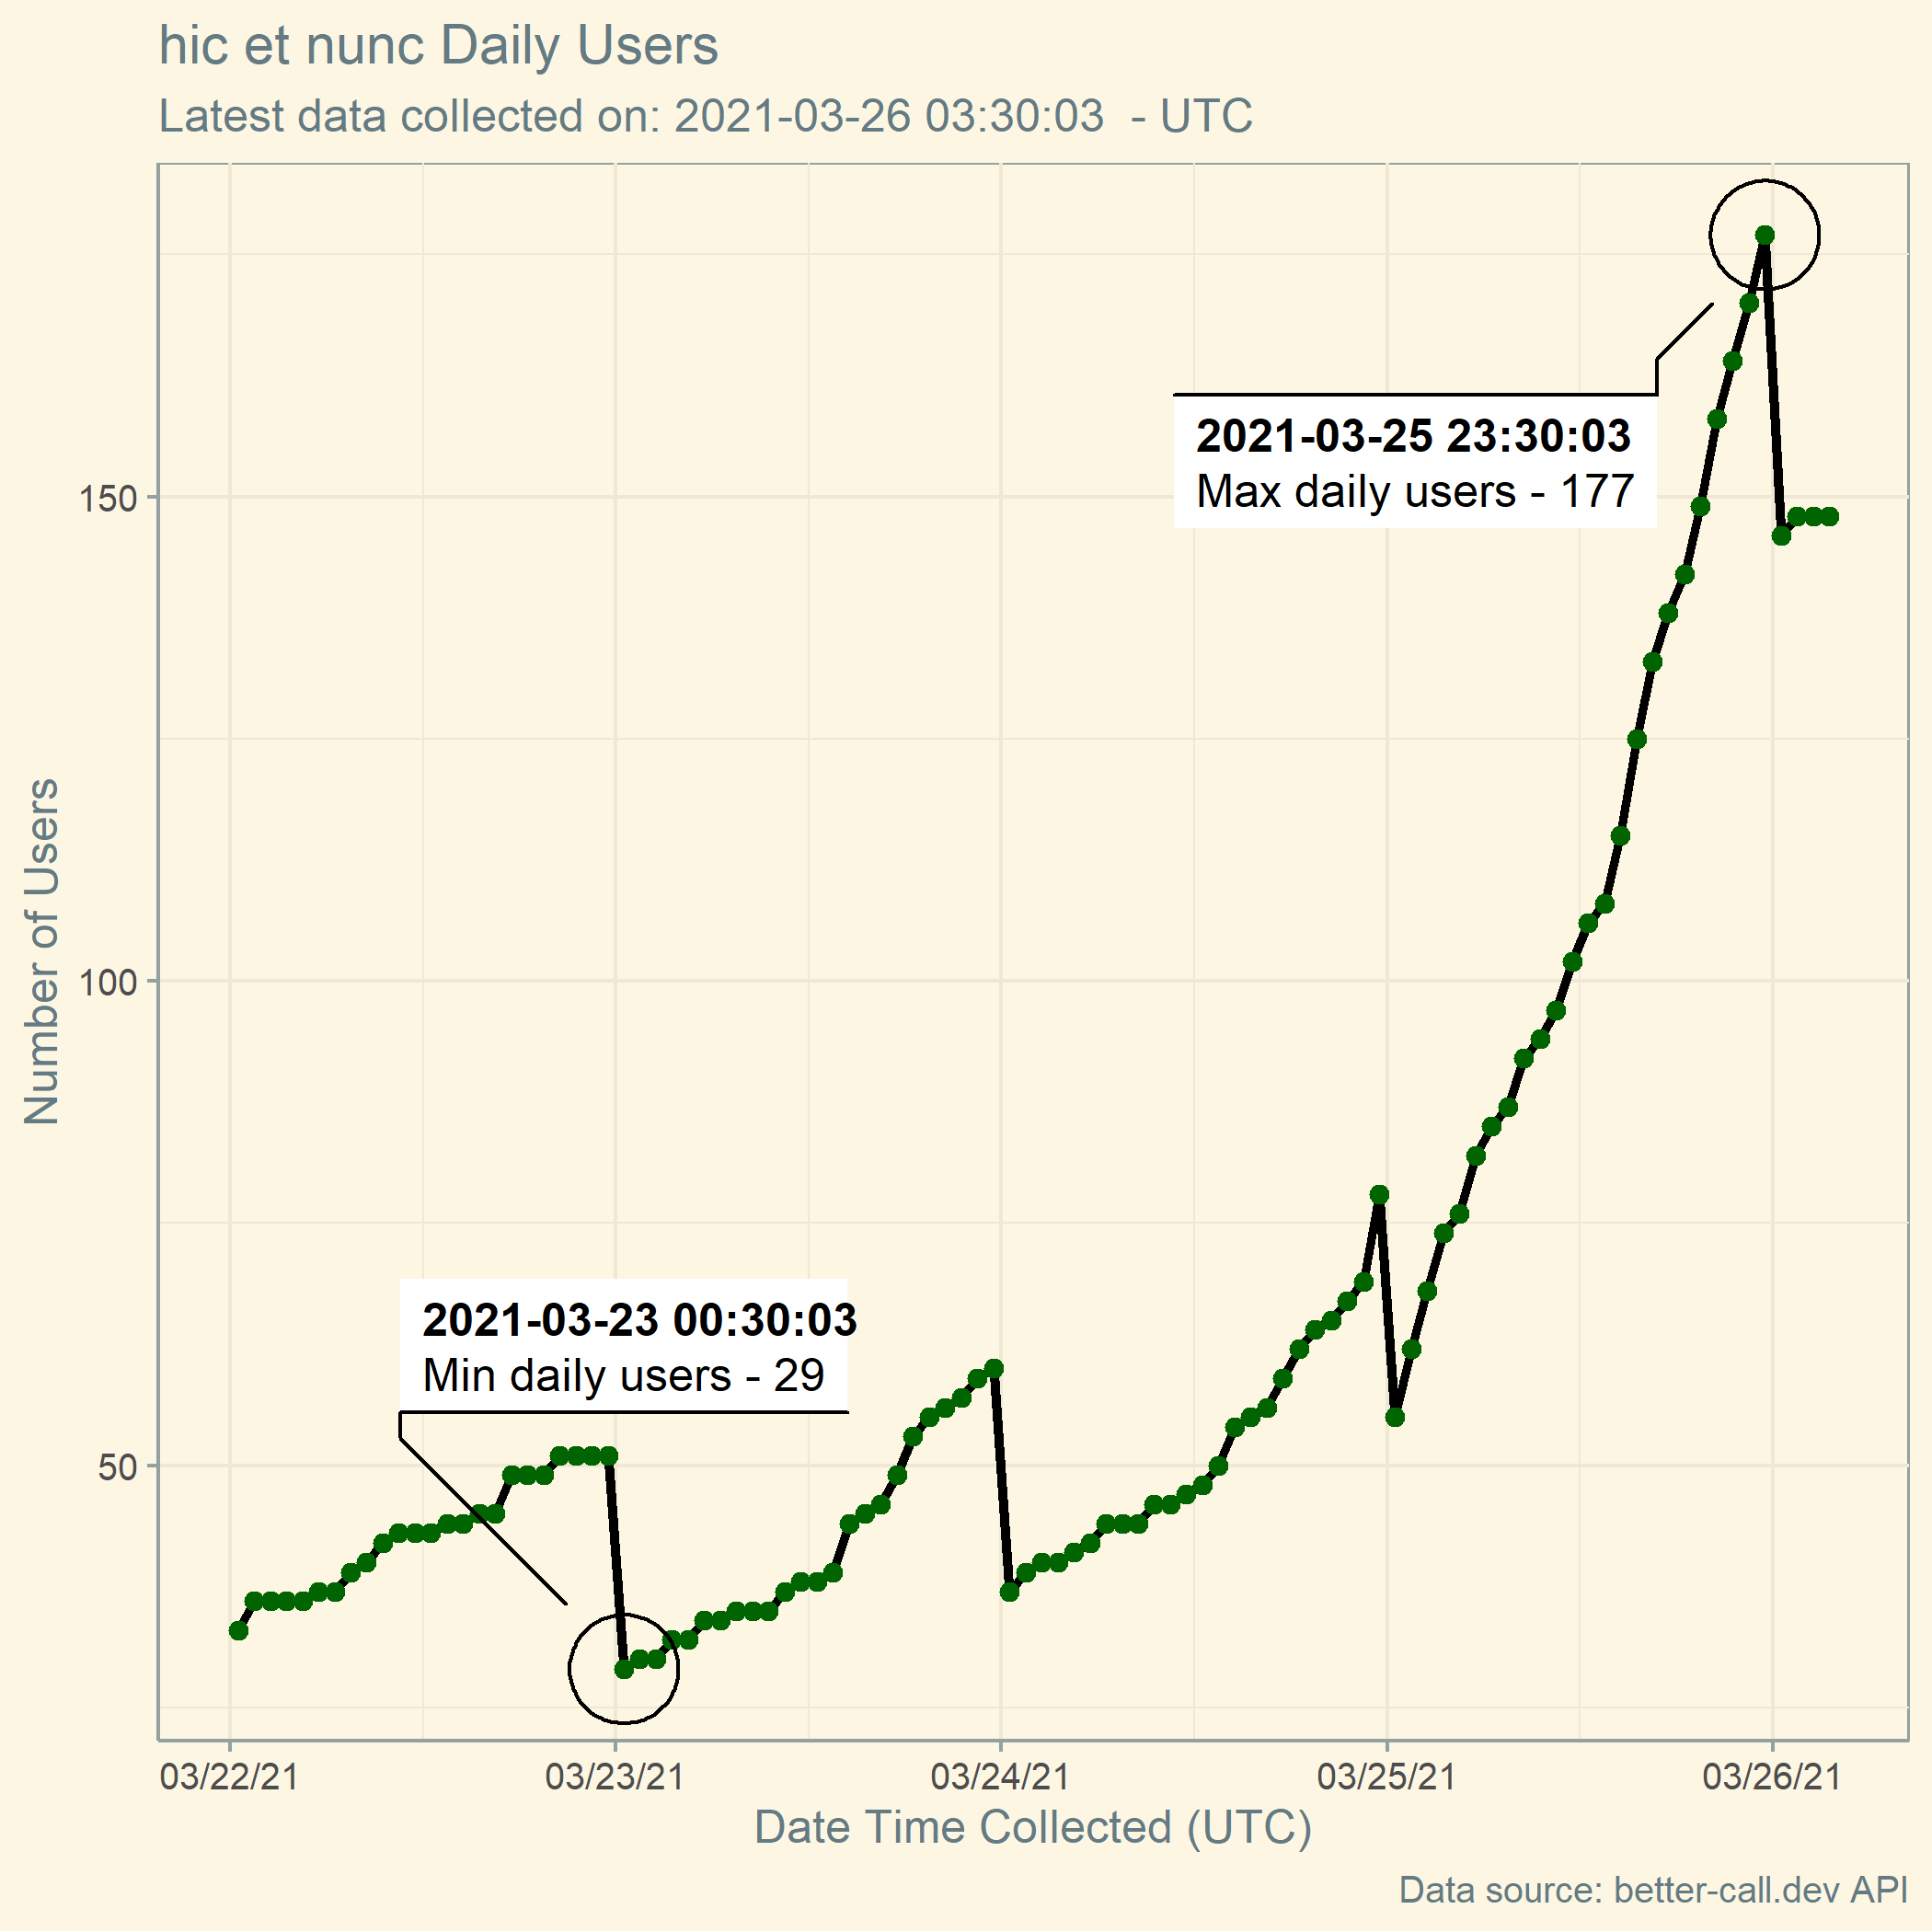 hic et nunc Daily Users
Latest data collected on: 2021-03-26 03:30:03  - UTC
2021-03-25 23:30:03
Max daily users - 177
150
Number of Users
100
2021-03-23 00:30:03
Min daily users - 29
50
03/22/21 03/23/21 03/24/21 03/25/21 03/26/21
Date Time Collected (UTC)
Data source: better-call.dev API